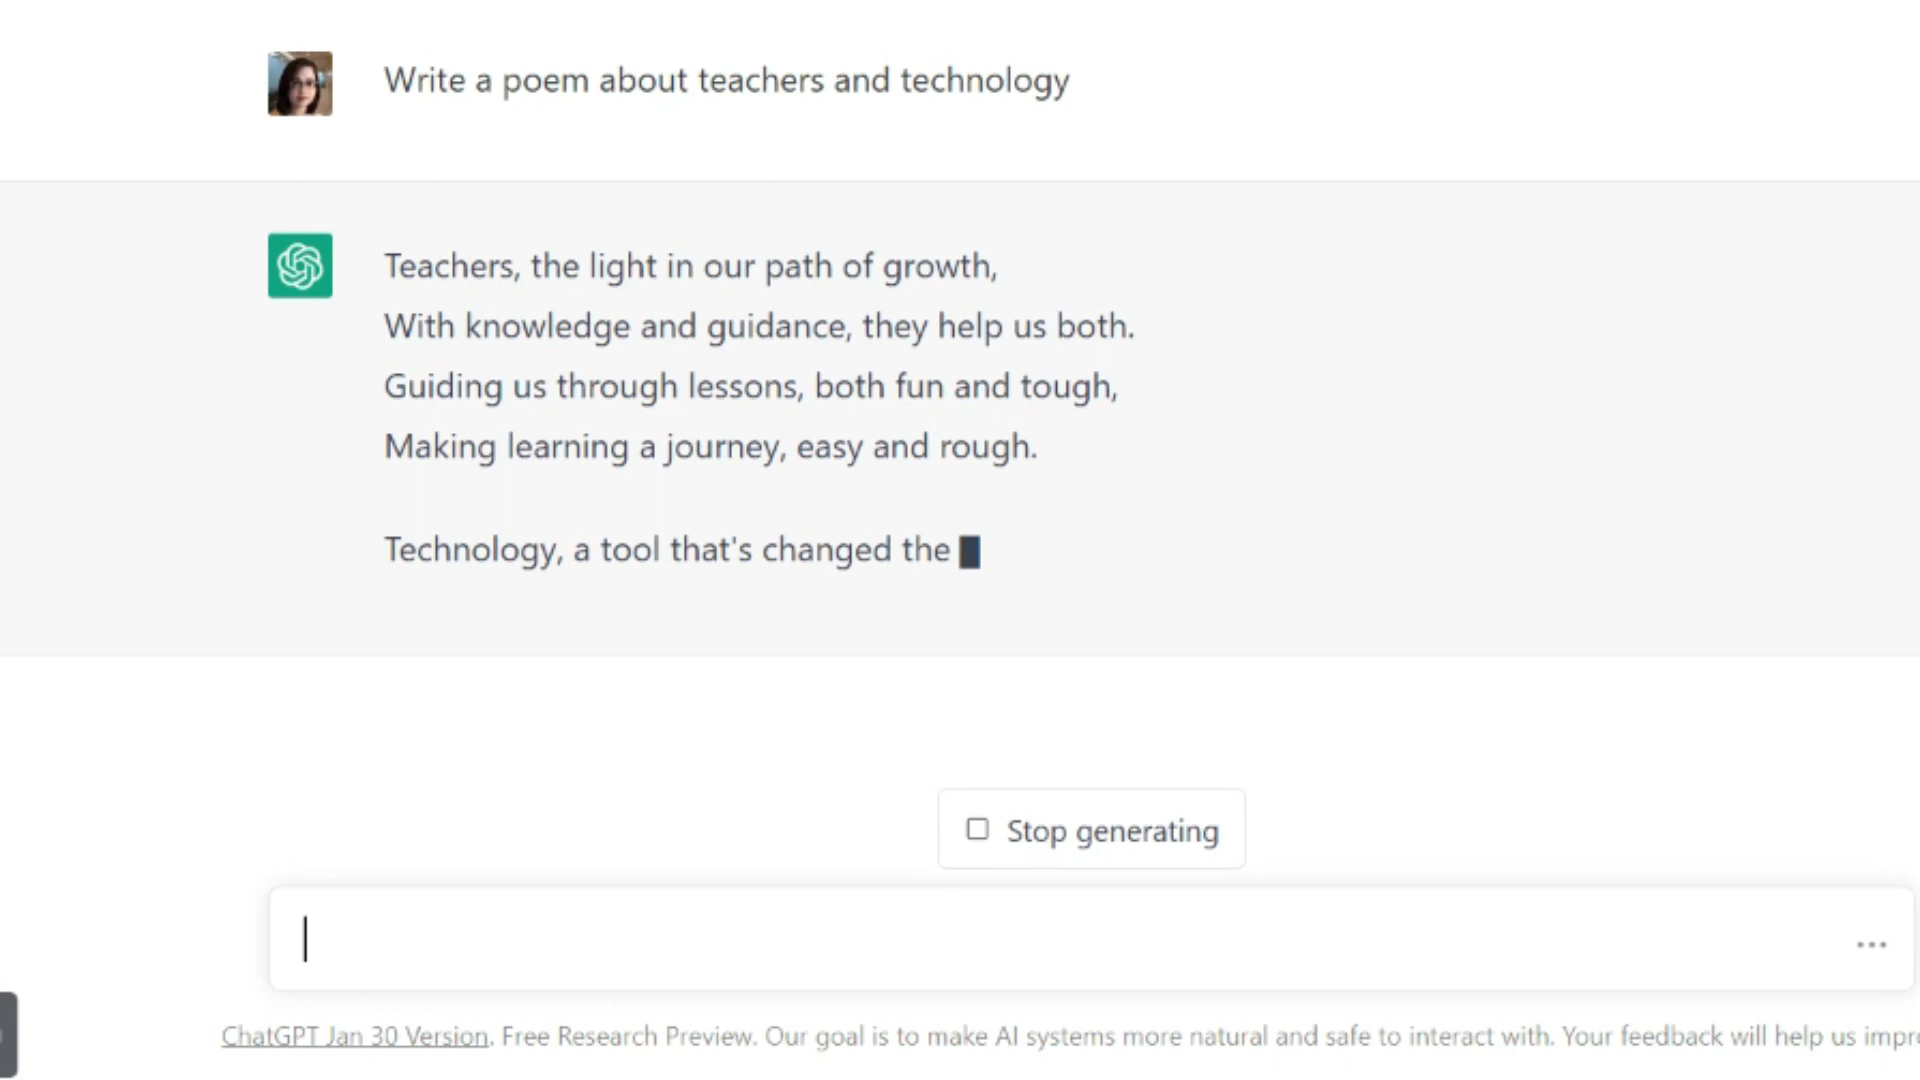 Write a poem about teachers and technology
Teachers, the light in our path of growth,
With knowledge and guidance, they help us both.
Guiding us through lessons, both fun and tough,
Making learning a journey, easy and rough.
Technology, a tool that's changed the
Stop generating
ChatGPT Jan 30 Version. Free Research Preview. Our goal is to make AI systems more natural and safe to interact with. Your feedback will help us